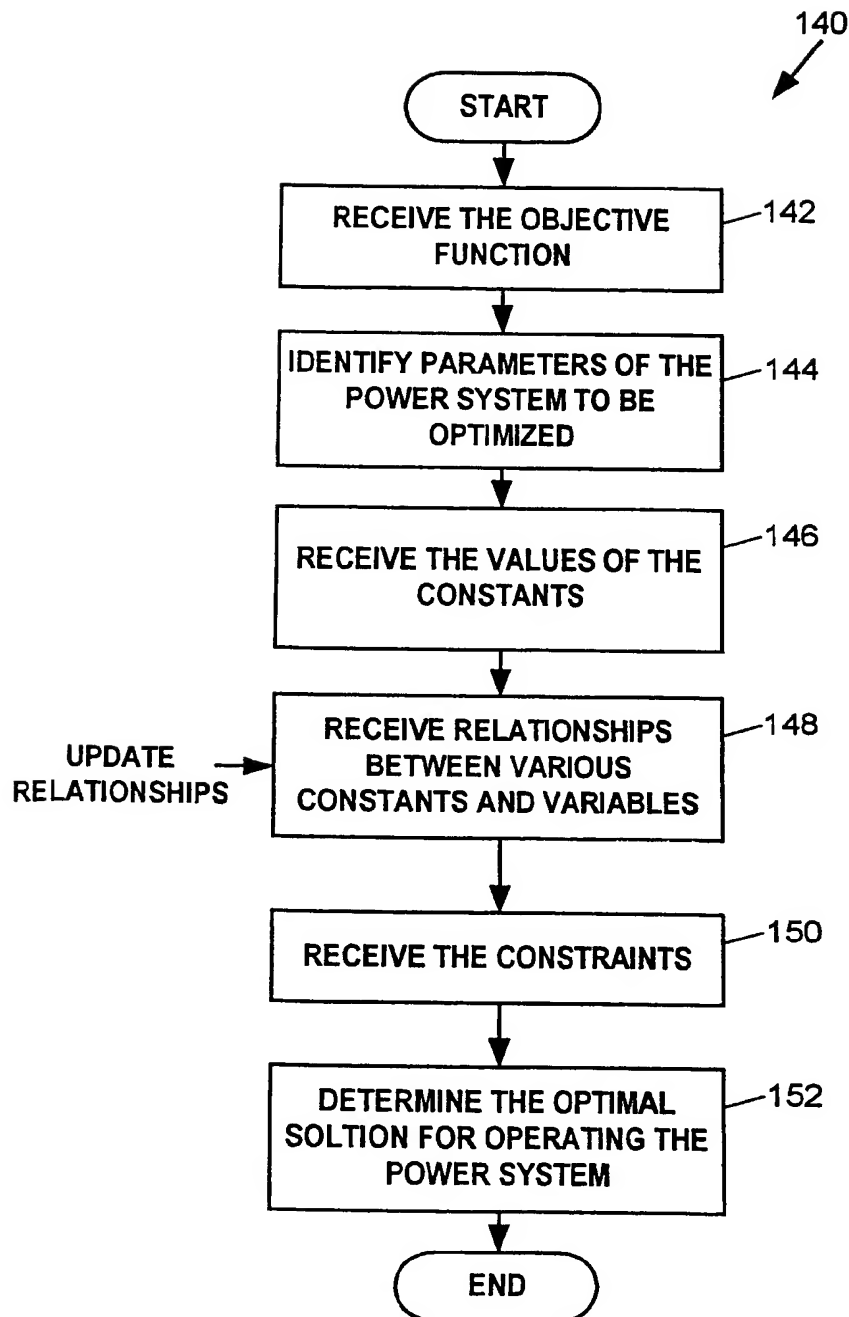 140
START
RECEIVE THE OBJECTIVE
FUNCTION
142
IDENTIFY PARAMETERS OF THE
POWER SYSTEM TO BE
OPTIMIZED
144
RECEIVE THE VALUES OF THE
CONSTANTS
146
UPDATE
RELATIONSHIPS
RECEIVE RELATIONSHIPS
BETWEEN VARIOUS
CONSTANTS AND VARIABLES
148
RECEIVE THE CONSTRAINTS
150
DETERMINE THE OPTIMAL
SOLTION FOR OPERATING THE
POWER SYSTEM
152
END